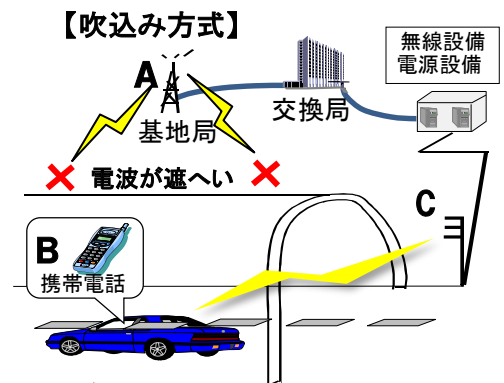 【吹込み方式】
A
基地局
交換局
無線設備
電源設備
電波が遮へい
B
携帯電話
C